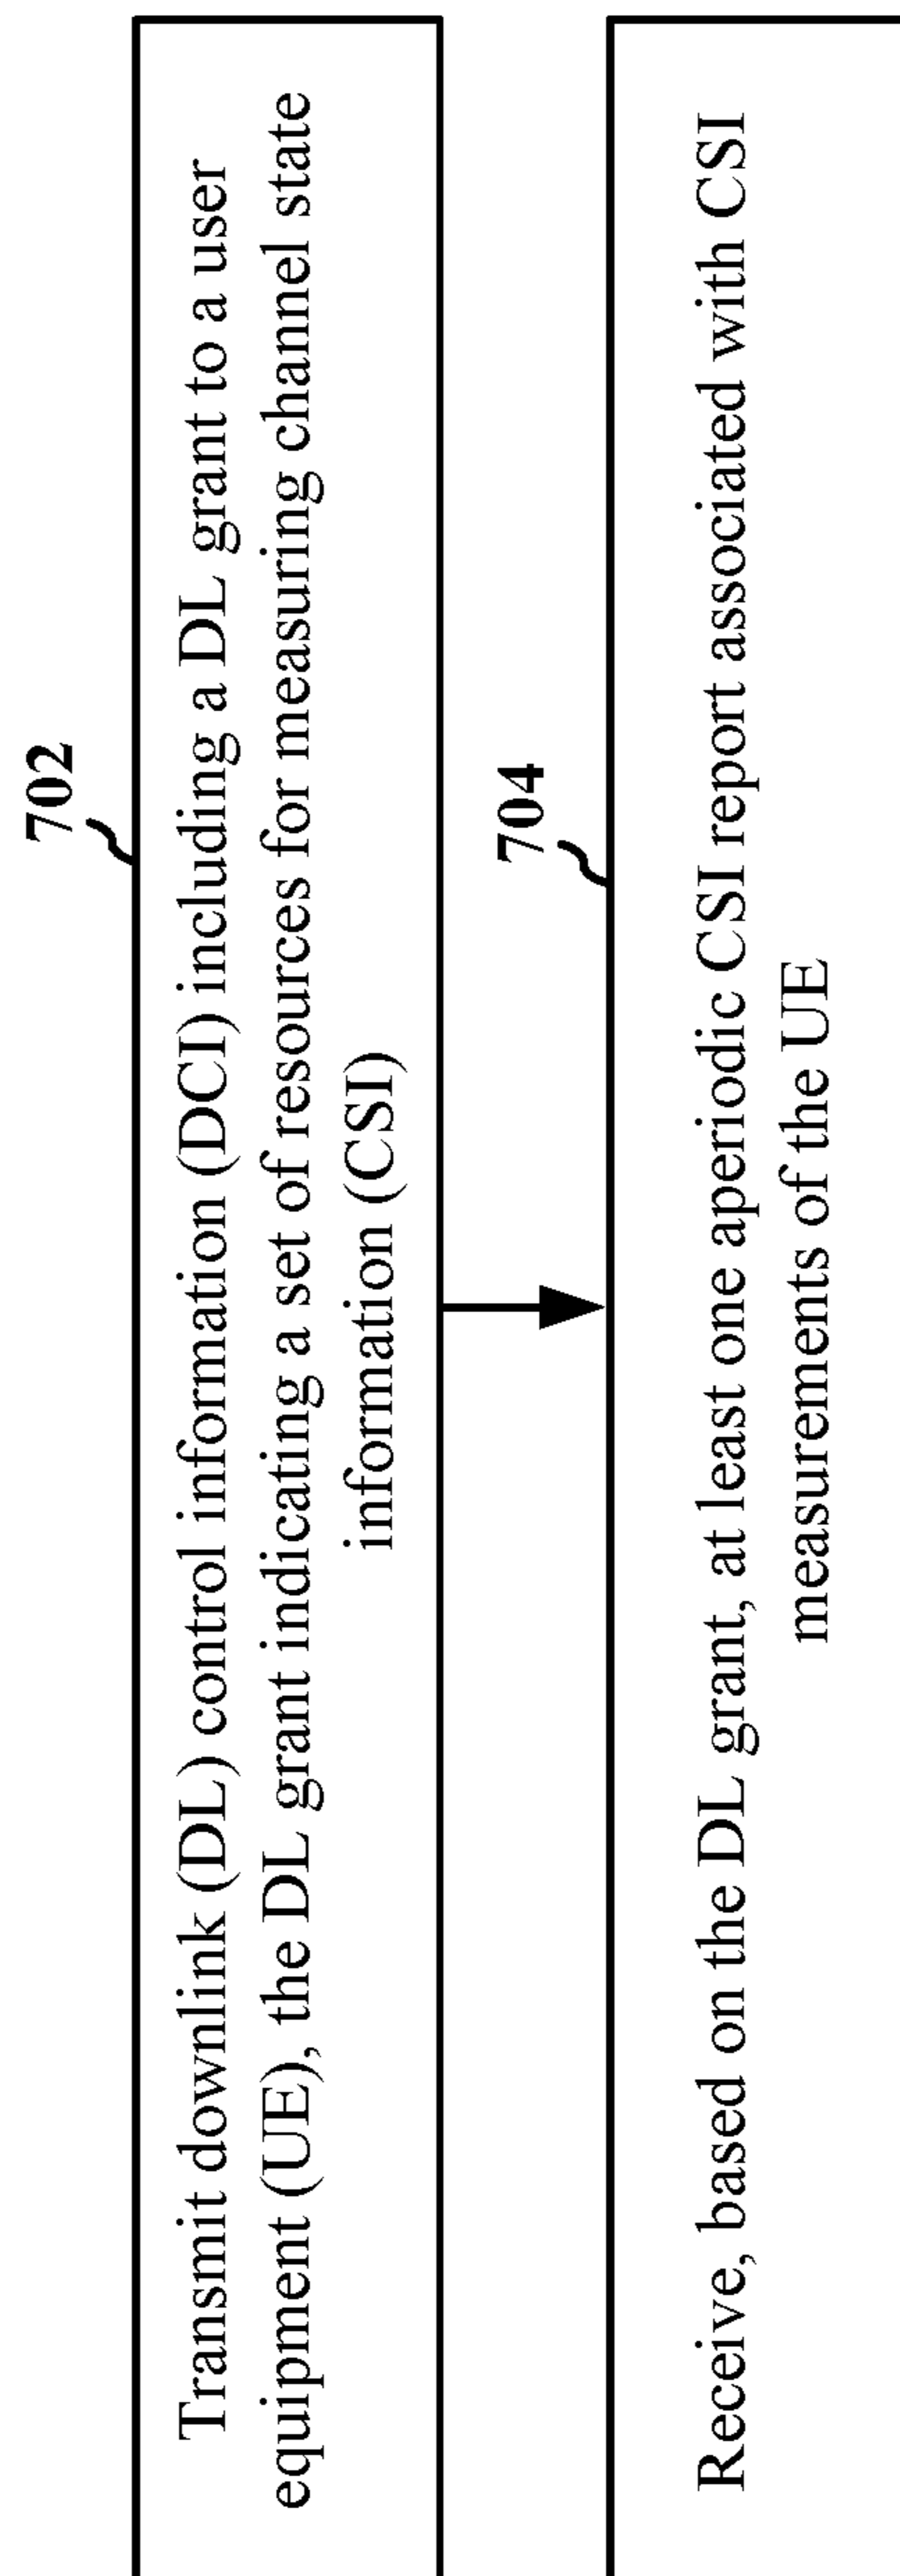 702
Transmit downlink (DL) control information (DCI) including a DL grant to a user
equipment (UE), the DL grant indicating a set of resources for measuring channel state
information (CSI)
704
Receive, based on the DL grant, at least one aperiodic CSI report associated with CSI
measurements of the UE